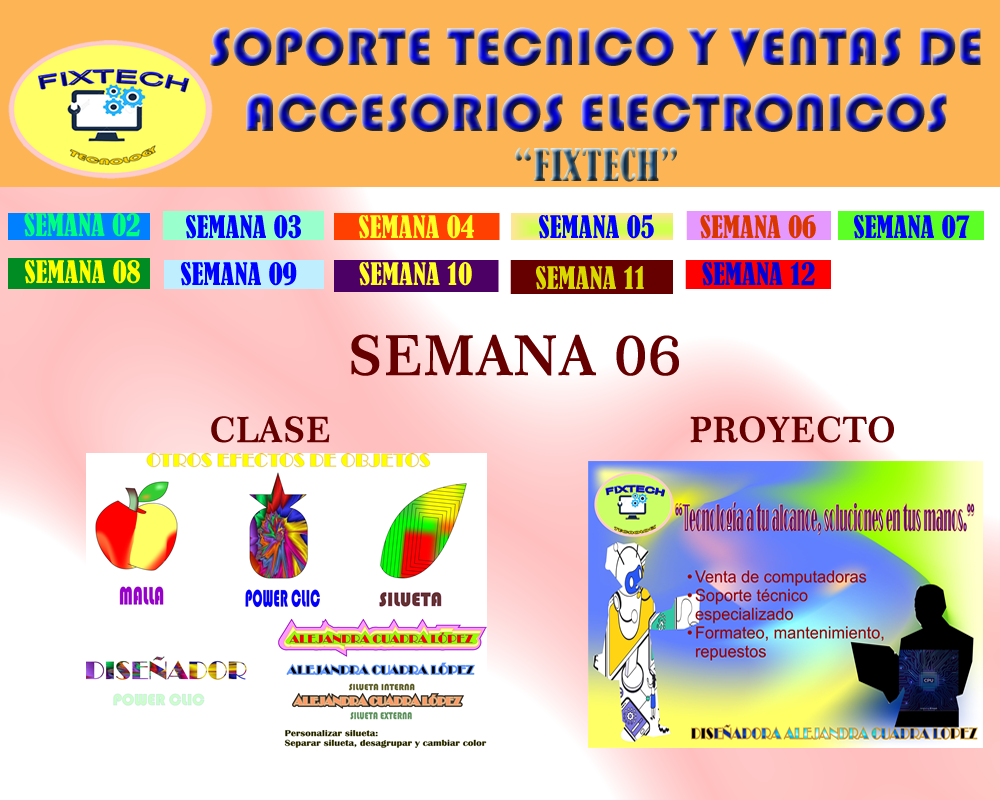 SOPORTE TECNICO Y VENTAS DE
ACCESORIOS ELECTRONICOS
“FIXTECH”
FIXTECH
TECNOLOGY
SEMANA 02
SEMANA 03
SEMANA 04
SEMANA 05
SEMANA 06
SEMANA 07
SEMANA 08
SEMANA 09
SEMANA 10
SEMANA 11
SEMANA 12
SEMANA 06
CLASE
OTROS EFECTOS DE OBJETOS
MALLA
POWER CLIC
SILUETA
DISEÑADOR
POWER CLIC
ALEJANDRA CUADRA LÓPEZ
ALEJANDRA CUADRA LÓPEZ
SILUETA INTERNA
ALEJANDRA CUADRA LÓPEZ
SILUETA EXTERNA
Personalizar silueta:
Separar silueta, desagrupar y cambiar color
PROYECTO
FIXTECH
TECNOLOGY
“Tecnología a tu alcance, soluciones en tus manos.”
• Venta de computadoras
• Soporte técnico
especializado
• Formateo, mantenimiento,
repuestos
CPU
DISEÑADORA ALEJANDRA CUADRA LOPEZ